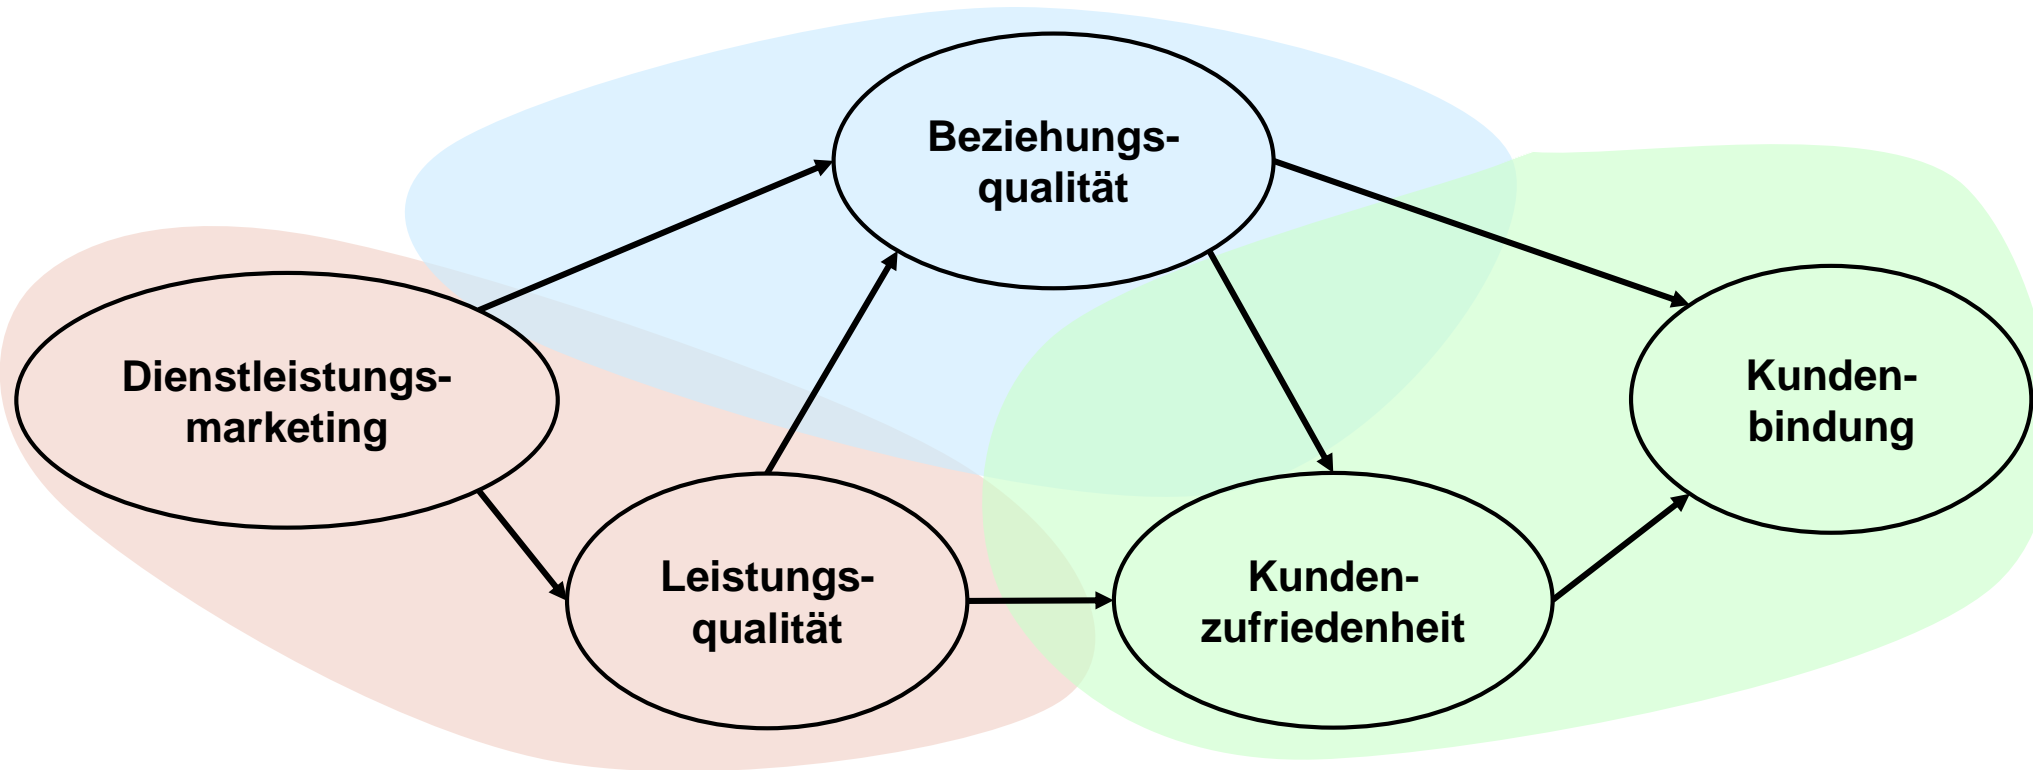 Beziehungs-
qualität
Dienstleistungs-
marketing
Kunden-
bindung
Leistungs-
qualität
Kunden-
zufriedenheit